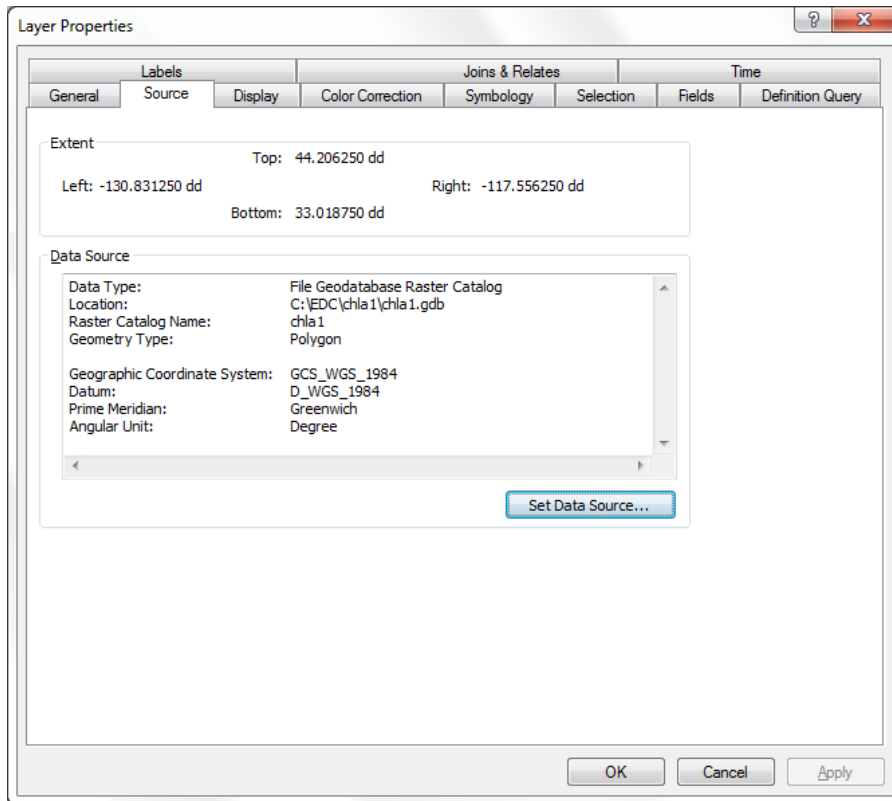 Layer Properties
Labels Joins & Relates Time
General Source Display Color Correction Symbology Selection Fields Definition Query
Extent
Top: 44.206250 dd
Left: -130.831250 dd Right: -117.556250 dd
Bottom: 33.018750 dd
Data Source
Data Type: File Geodatabase Raster Catalog
Location: C:\EDC\chla1\chla1.gdb
Raster Catalog Name: chla1
Geometry Type: Polygon
Geographic Coordinate System: GCS_WGS_1984
Datum: D_WGS_1984
Prime Meridian: Greenwich
Angular Unit: Degree
Set Data Source...
OK Cancel Apply